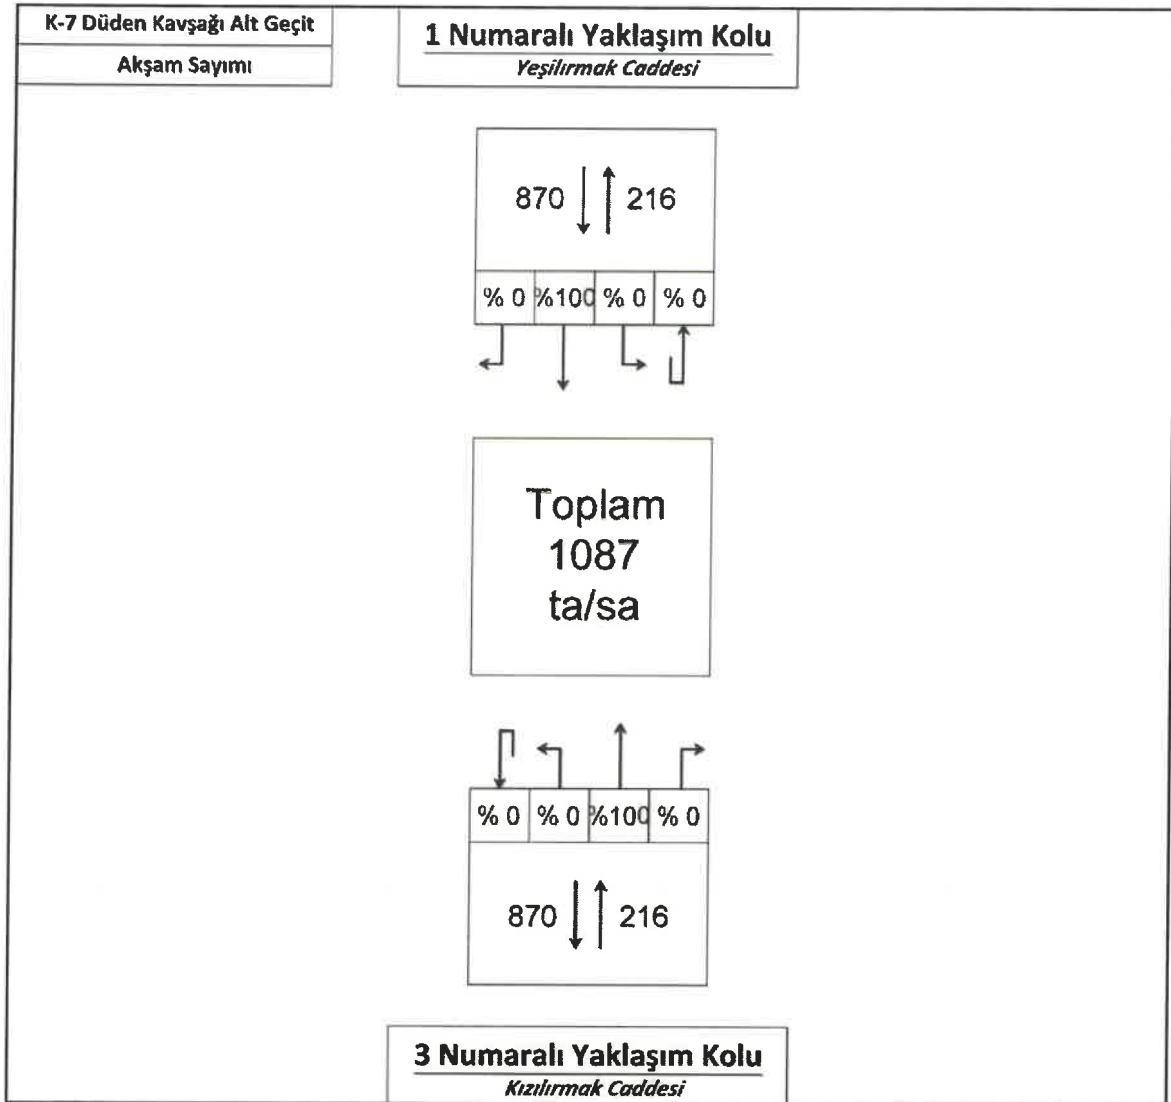 K-7 Düden Kavşağı Alt Geçit
Akşam Sayımı
1 Numaralı Yaklaşım Kolu
Yeşilırmak Caddesi
870 216
% 0 %100 % 0 % 0
Toplam
1087
ta/sa
% 0 % 0 %100 % 0
870 216
3 Numaralı Yaklaşım Kolu
Kızılırmak Caddesi